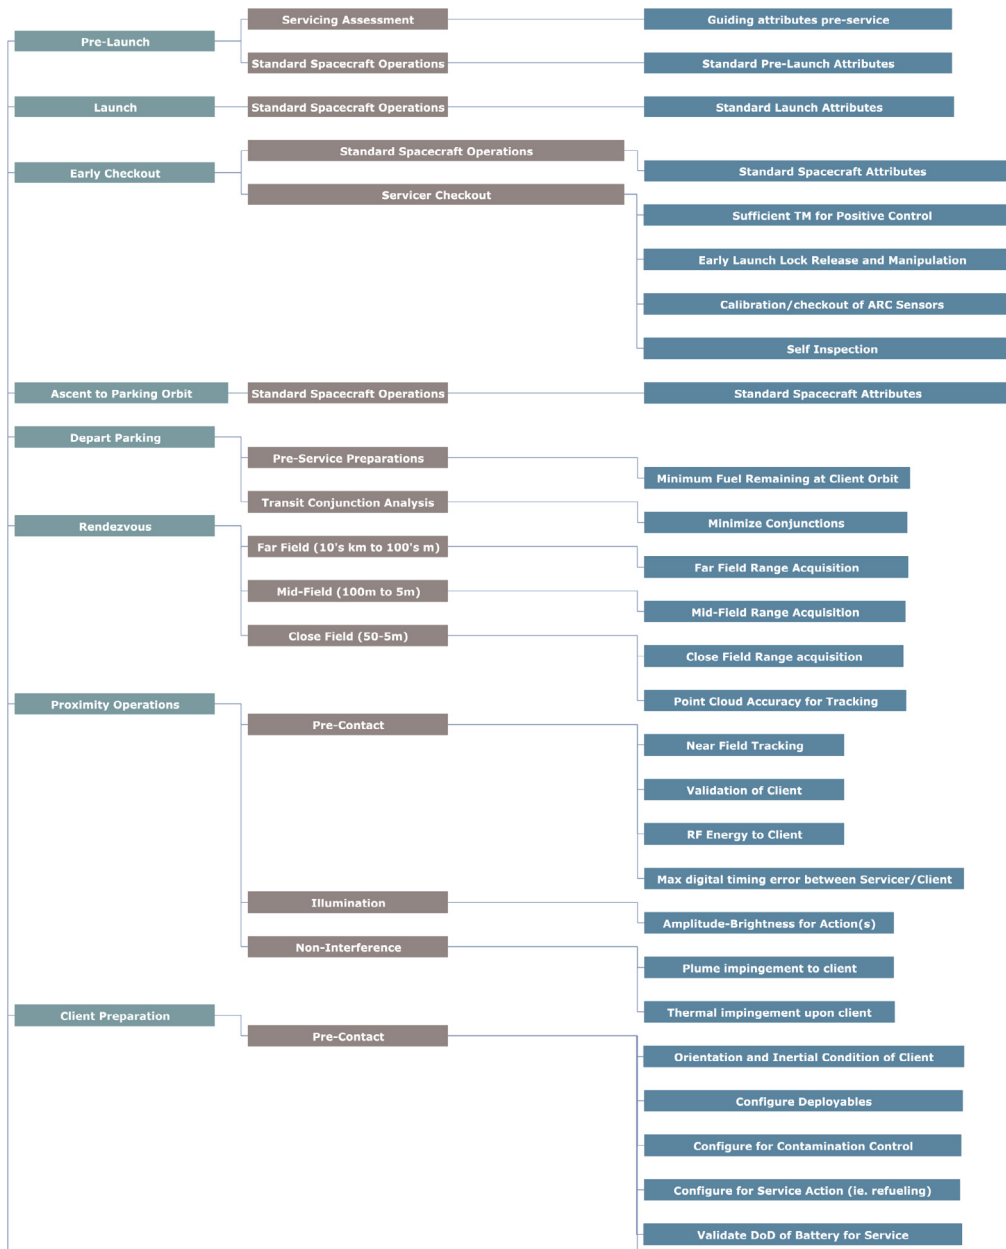 Servicing Assessment
Guiding attributes pre-service
Pre-Launch
Standard Spacecraft Operations
Standard Pre-Launch Attributes
Launch
Standard Spacecraft Operations
Standard Launch Attributes
Standard Spacecraft Operations
Early Checkout
Standard Spacecraft Attributes
Servicer Checkout
Sufficient TM for Positive Control
Early Launch Lock Release and Manipulation
Calibration/checkout of ARC Sensors
Self Inspection
Ascent to Parking Orbit
Standard Spacecraft Operations
Standard Spacecraft Attributes
Depart Parking
Pre-Service Preparations
Minimum Fuel Remaining at Client Orbit
Transit Conjunction Analysis
Minimize Conjunctions
Rendezvous
Far Field (10's km to 100's m)
Far Field Range Acquisition
Mid-Field (100m to 5m)
Mid-Field Range Acquisition
Close Field (50-5m)
Close Field Range acquisition
Point Cloud Accuracy for Tracking
Proximity Operations
Pre-Contact
Near Field Tracking
Validation of Client
RF Energy to Client
Max digital timing error between Servicer/Client
Illumination
Amplitude-Brightness for Action(s)
Non-Interference
Plume impingement to client
Thermal impingement upon client
Client Preparation
Pre-Contact
Orientation and Inertial Condition of Client
Configure Deployables
Configure for Contamination Control
Configure for Service Action (ie. refueling)
Validate DoD of Battery for Service